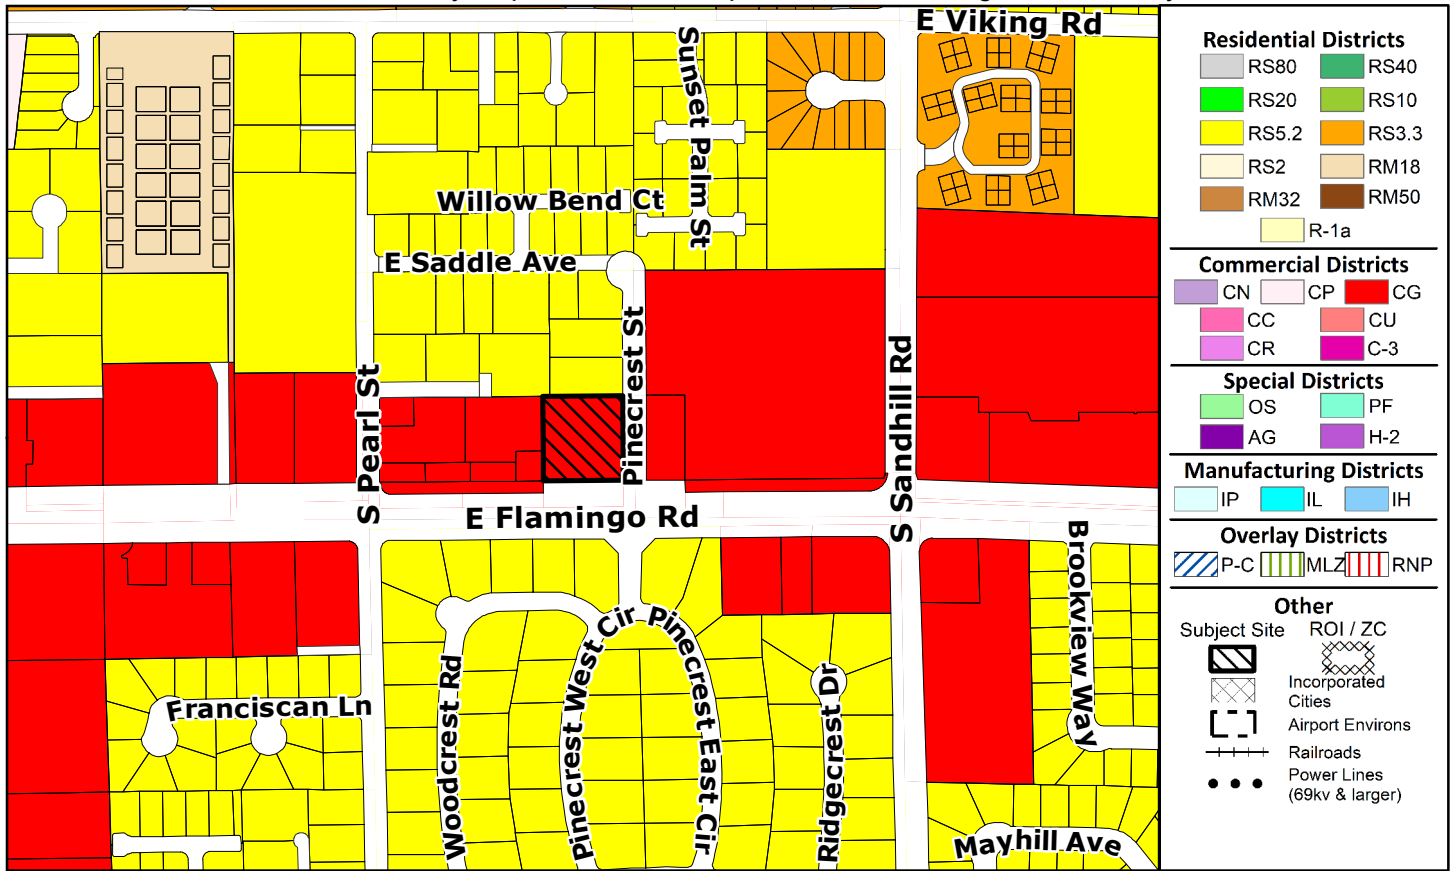 E Viking Rd
Sunset Palm St
Willow Bend Ct
E Saddle Ave
Pinecrest St
S Pearl St
S Sandhill Rd
E Flamingo Rd
Brookview Way
Pinecrest West Cir
Pinecrest East Cir
Woodcrest Rd
Ridgecrest Dr
Franciscan Ln
Mayhill Ave
Residential Districts
RS80 RS40
RS20 RS10
RS5.2 RS3.3
RS2 RM18
RM32 RM50
R-1a
Commercial Districts
CN CP CG
CC CU
CR C-3
Special Districts
OS PF
AG H-2
Manufacturing Districts
IP IL IH
Overlay Districts
P-C MLZ RNP
Other
Subject Site ROI / ZC
Incorporated
Cities
Airport Environs
Railroads
Power Lines
(69kv & larger)